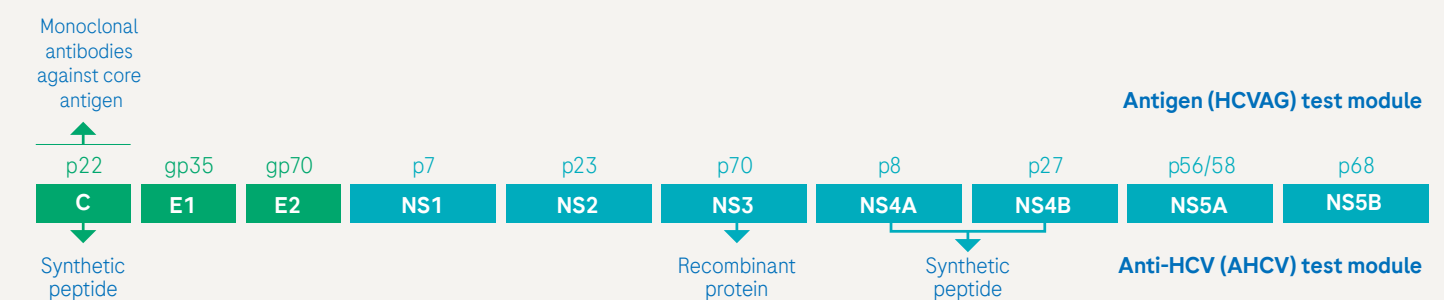 Monoclonal
antibodies
against core
antigen
Antigen (HCVAG) test module
p22 gp35 gp70 p7 p23 p70 p8 p27 p56/58 p68
C E1 E2 NS1 NS2 NS3 NS4A NS4B NS5A NS5B
Synthetic
peptide
Recombinant
protein
Synthetic
peptide
Anti-HCV (AHCV) test module